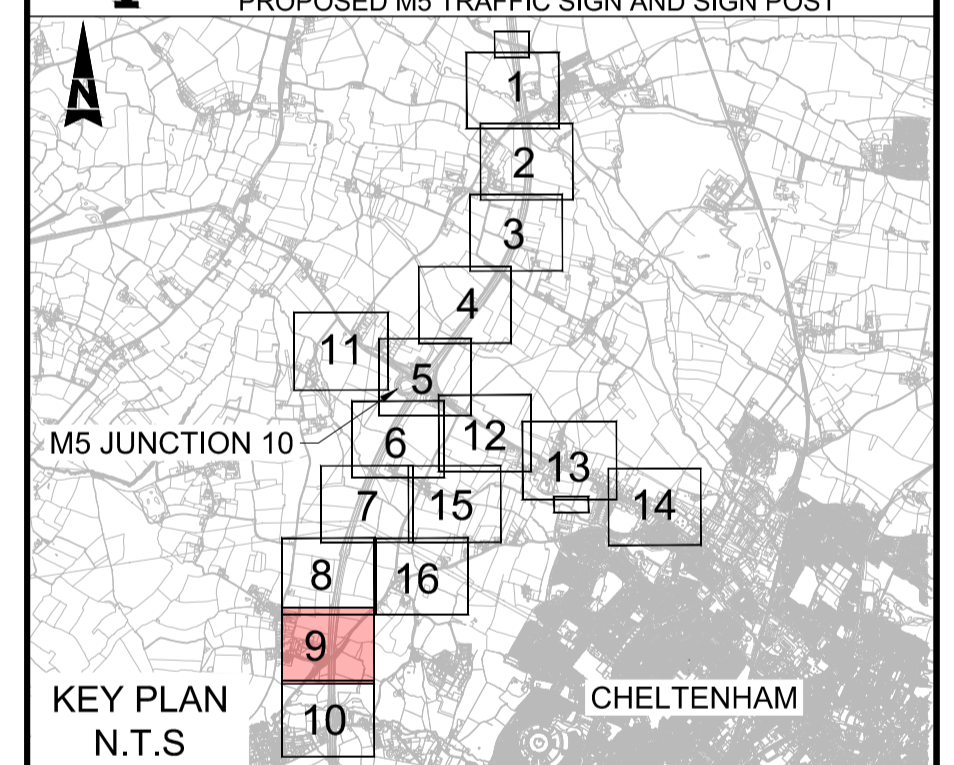 PROPOSED M5 TRAFFIC SIGN AND SIGN POST
N
1
2
3
4
11
5
M5 JUNCTION 10
6
12
13
7
15
14
8
16
9
KEY PLAN
N.T.S
10
CHELTENHAM